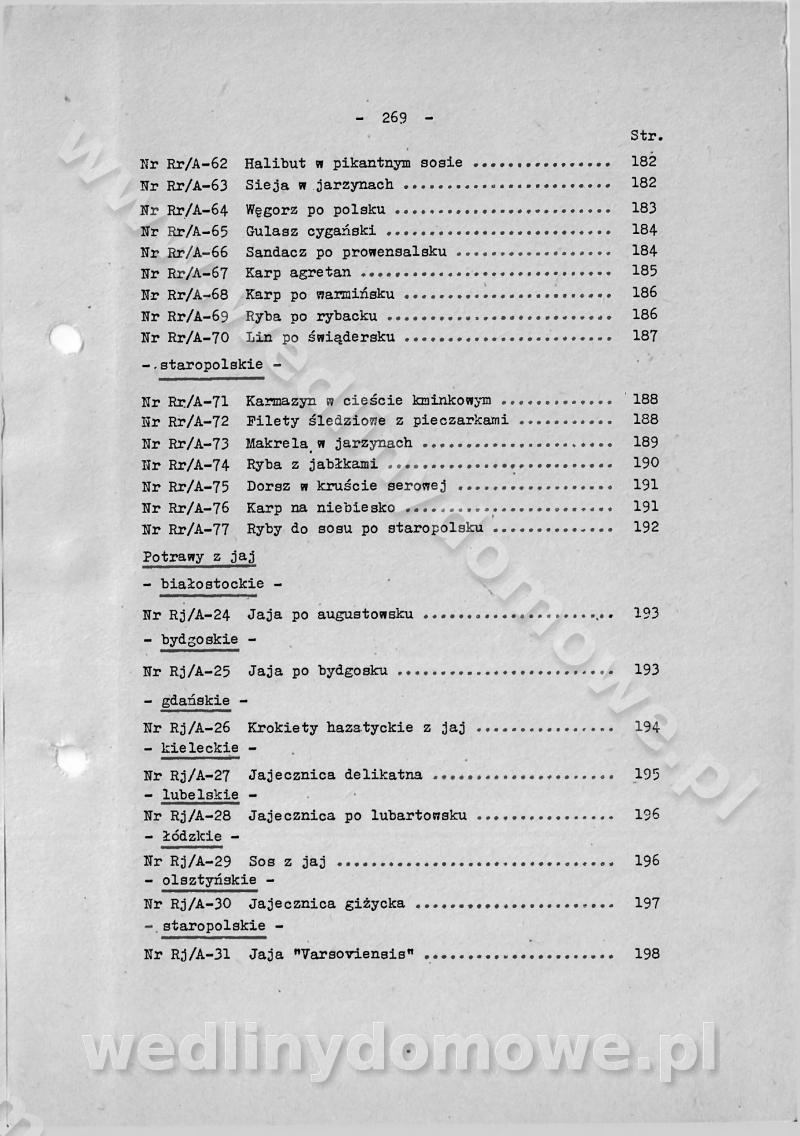 - 269 -
Str.
Nr Rr/A-62 Halibut w pikantnym sosie ................ 182
Nr Rr/A-63 Sieja w jarzynach ........................ 182
Nr Rr/A-64 Węgorz po polsku ......................... 183
Nr Rr/A-65 Gulasz cygański .......................... 184
Nr Rr/A-66 Sandacz po prowensalsku .................. 184
Nr Rr/A-67 Karp agretan ............................. 185
Nr Rr/A-68 Karp po warmińsku ........................ 186
Nr Rr/A-69 Ryba po rybacku .......................... 186
Nr Rr/A-70 Lin po świądersku ........................ 187
- staropolskie -
Nr Rr/A-71 Karmazyn w cieście kminkowym ............. 188
Nr Rr/A-72 Filety śledziowe z pieczarkami ........... 188
Nr Rr/A-73 Makrela w jarzynach ...................... 189
Nr Rr/A-74 Ryba z jabłkami .......................... 190
Nr Rr/A-75 Dorsz w kruście serowej .................. 191
Nr Rr/A-76 Karp na niebiesko ........................ 191
Nr Rr/A-77 Ryby do sosu po staropolsku .............. 192
Potrawy z jaj
- białostockie -
Nr Rj/A-24 Jaja po augustowsku ...................... 193
- bydgoskie -
Nr Rj/A-25 Jaja po bydgosku ......................... 193
- gdańskie -
Nr Rj/A-26 Krokiety hazatyckie z jaj ................ 194
- kieleckie -
Nr Rj/A-27 Jajecznica delikatna ..................... 195
- lubelskie -
Nr Rj/A-28 Jajecznica po lubartowsku ................ 196
- łódzkie -
Nr Rj/A-29 Sos z jaj ................................ 196
- olsztyńskie -
Nr Rj/A-30 Jajecznica giżycka ....................... 197
- staropolskie -
Nr Rj/A-31 Jaja "Varsoviensis" ...................... 198
www.wedlinydomowe.pl
wedlinydomowe.pl